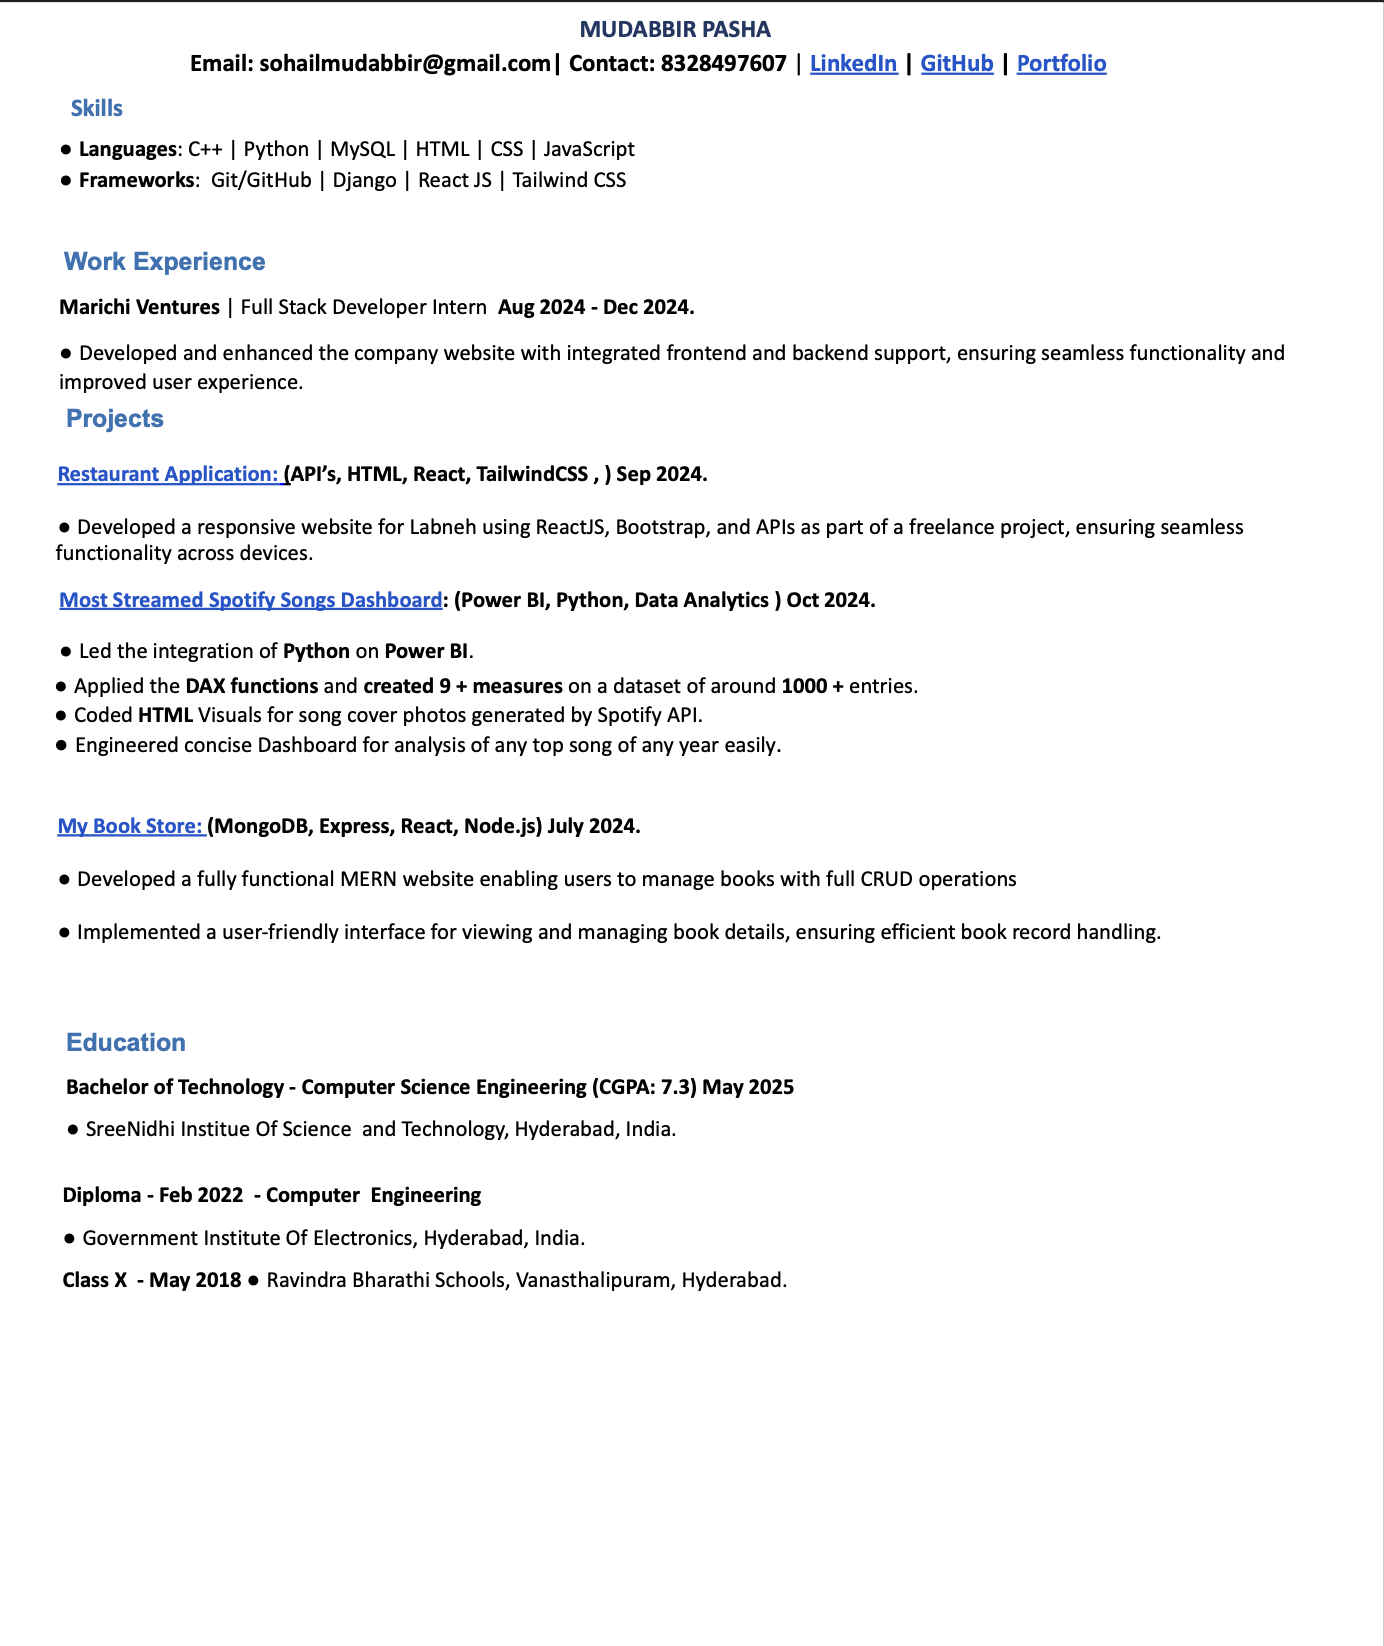 MUDABBIR PASHA
Email: sohailmudabbir@gmail.com| Contact: 8328497607 | LinkedIn | GitHub | Portfolio
Skills
● Languages: C++ | Python | MySQL | HTML | CSS | JavaScript
● Frameworks:  Git/GitHub | Django | React JS | Tailwind CSS
Work Experience
Marichi Ventures | Full Stack Developer Intern  Aug 2024 - Dec 2024.
● Developed and enhanced the company website with integrated frontend and backend support, ensuring seamless functionality and
improved user experience.
Projects
Restaurant Application: (API’s, HTML, React, TailwindCSS , ) Sep 2024.
● Developed a responsive website for Labneh using ReactJS, Bootstrap, and APIs as part of a freelance project, ensuring seamless
functionality across devices.
Most Streamed Spotify Songs Dashboard: (Power BI, Python, Data Analytics ) Oct 2024.
● Led the integration of Python on Power BI.
● Applied the DAX functions and created 9 + measures on a dataset of around 1000 + entries.
● Coded HTML Visuals for song cover photos generated by Spotify API.
● Engineered concise Dashboard for analysis of any top song of any year easily.
My Book Store: (MongoDB, Express, React, Node.js) July 2024.
● Developed a fully functional MERN website enabling users to manage books with full CRUD operations
● Implemented a user-friendly interface for viewing and managing book details, ensuring efficient book record handling.
Education
Bachelor of Technology - Computer Science Engineering (CGPA: 7.3) May 2025
● SreeNidhi Institue Of Science  and Technology, Hyderabad, India.
Diploma - Feb 2022  - Computer  Engineering
● Government Institute Of Electronics, Hyderabad, India.
Class X  - May 2018 ● Ravindra Bharathi Schools, Vanasthalipuram, Hyderabad.